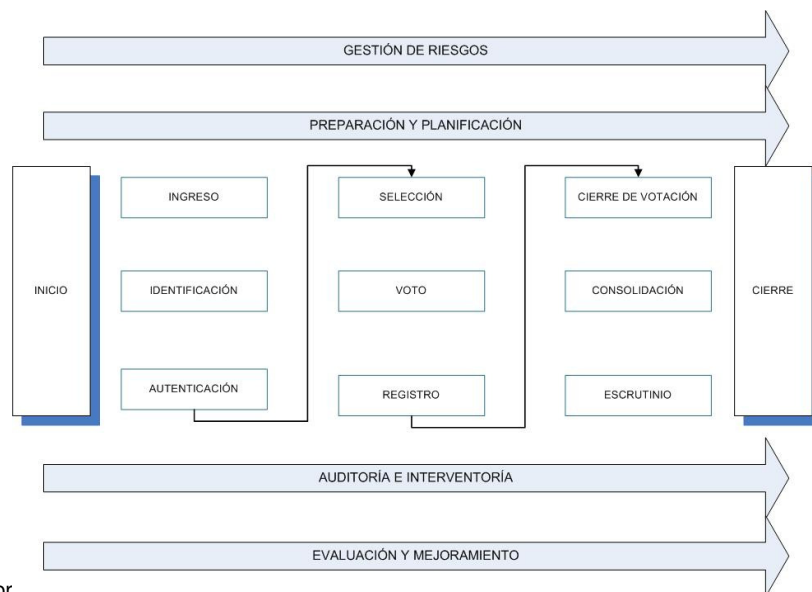 GESTIÓN DE RIESGOS
PREPARACIÓN Y PLANIFICACIÓN
INICIO
INGRESO
IDENTIFICACIÓN
AUTENTICACIÓN
SELECCIÓN
VOTO
REGISTRO
CIERRE DE VOTACIÓN
CONSOLIDACIÓN
ESCRUTINIO
CIERRE
AUDITORÍA E INTERVENTORÍA
EVALUACIÓN Y MEJORAMIENTO
or